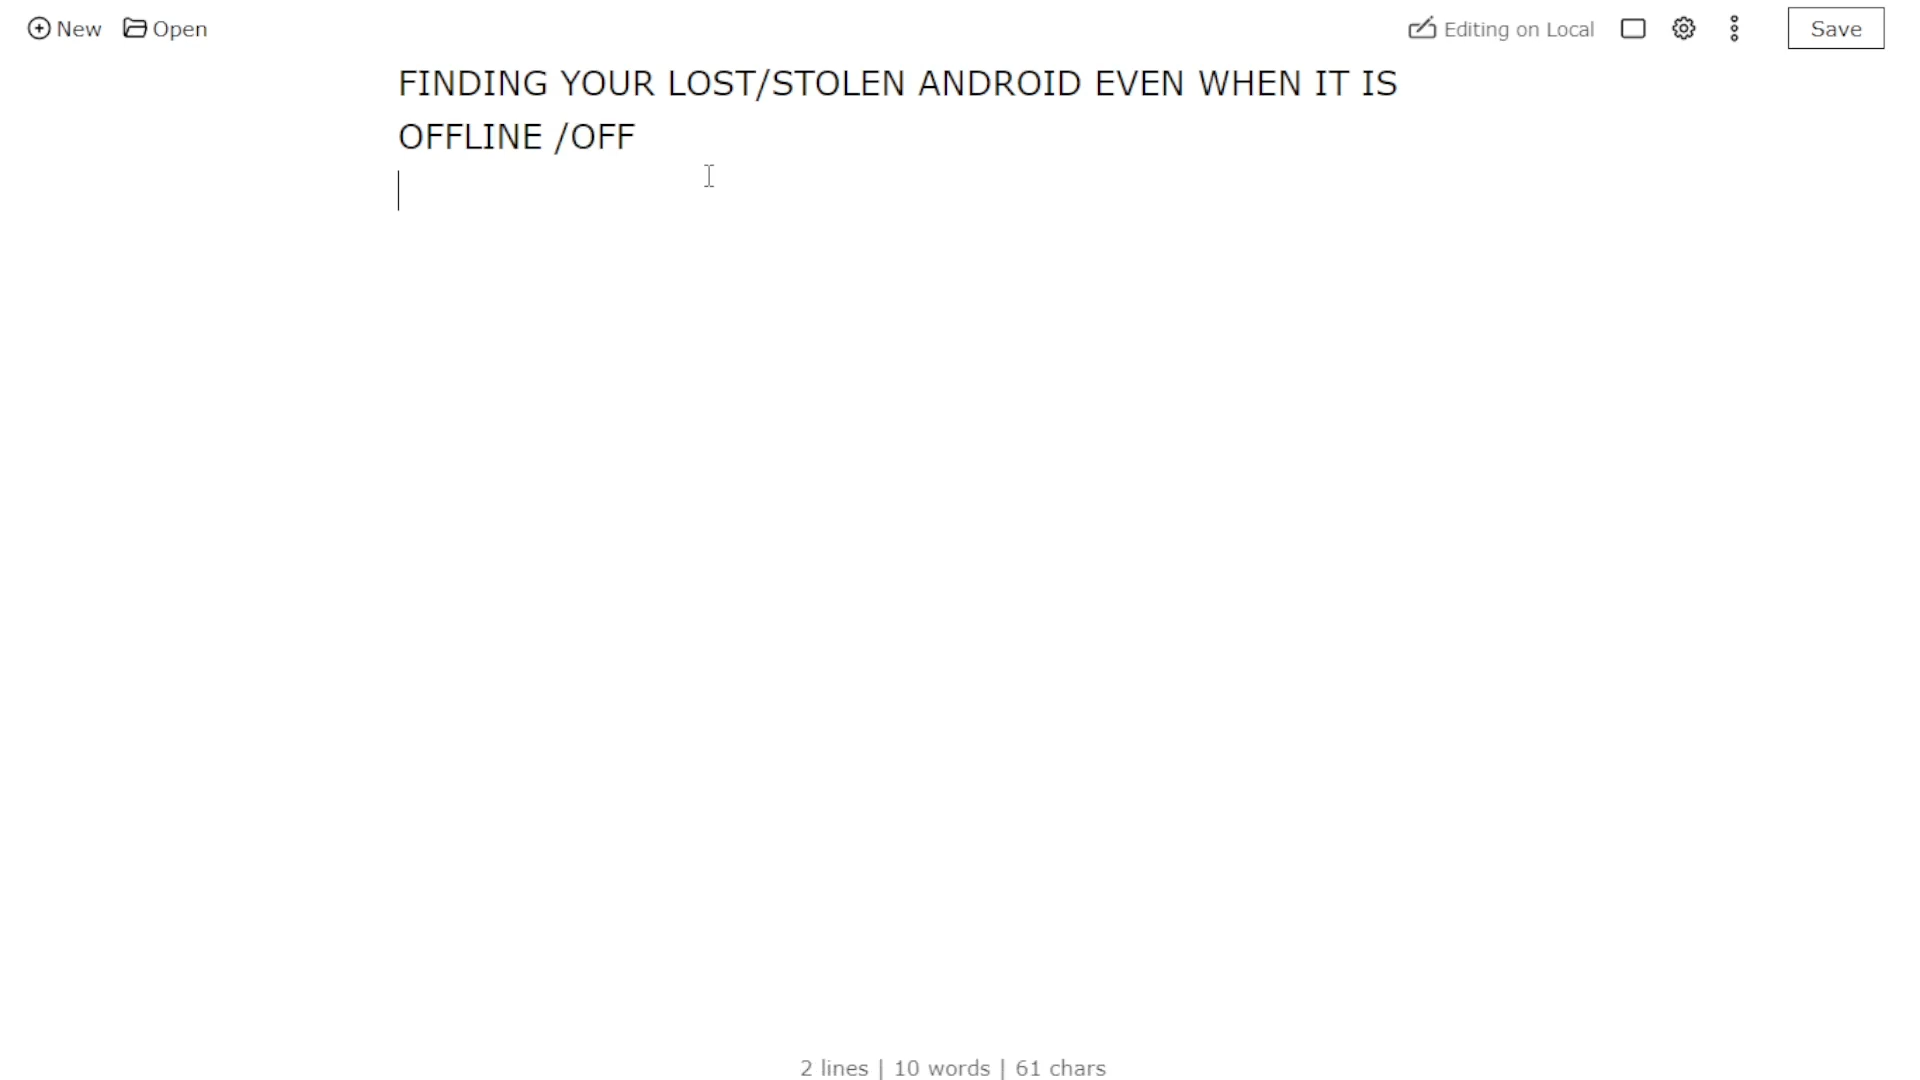 New Open Editing on Local Save
FINDING YOUR LOST/STOLEN ANDROID EVEN WHEN IT IS
OFFLINE /OFF
2 lines | 10 words | 61 chars